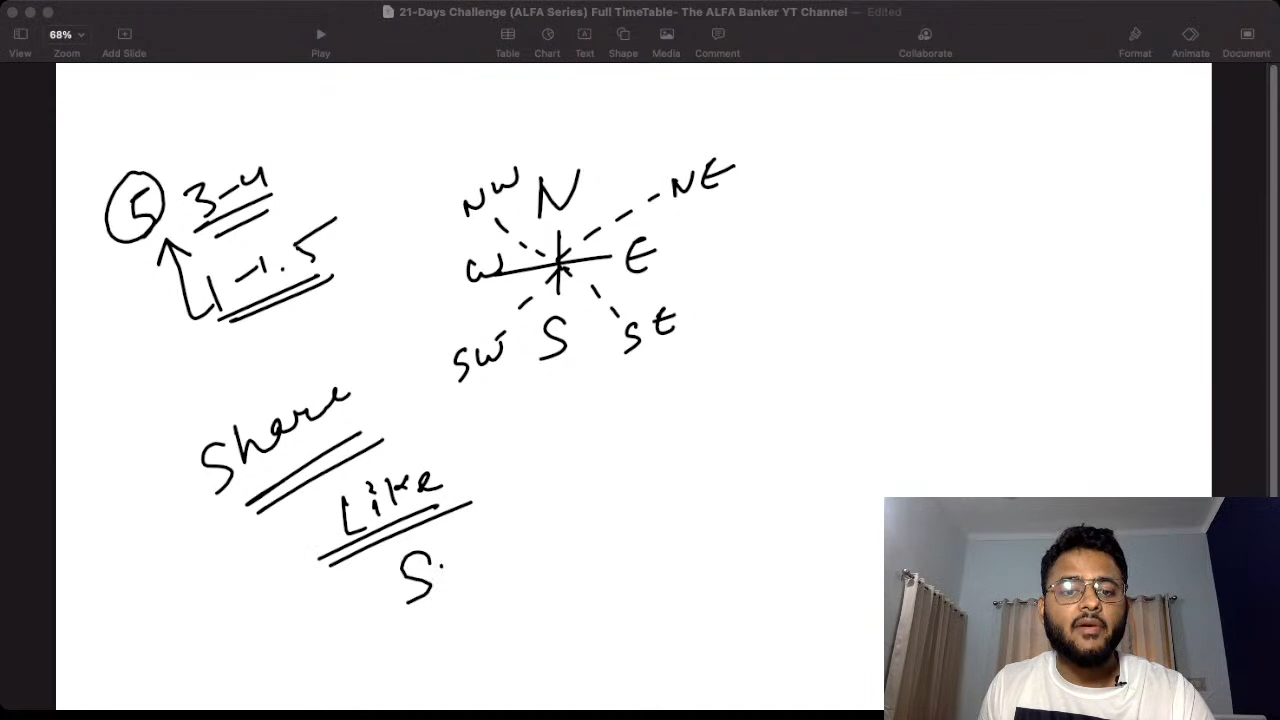 21-Days Challenge (ALFA Series) Full TimeTable- The ALFA Banker YT Channel — Edited
68%
View Zoom Add Slide Play Table Chart Text Shape Media Comment Collaborate Format Animate Document
5 3-4
1-1.5
NW N NE
W E
SW S SE
Share
Like
S